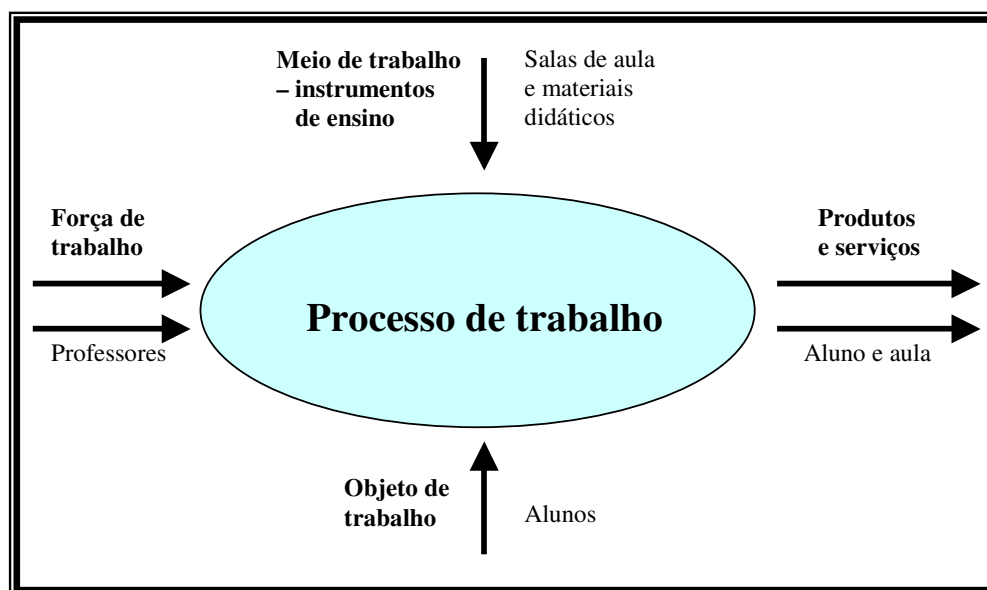 Meio de trabalho
– instrumentos
de ensino
Salas de aula
e materiais
didáticos
Força de
trabalho
Professores
Processo de trabalho
Produtos
e serviços
Aluno e aula
Objeto de
trabalho
Alunos